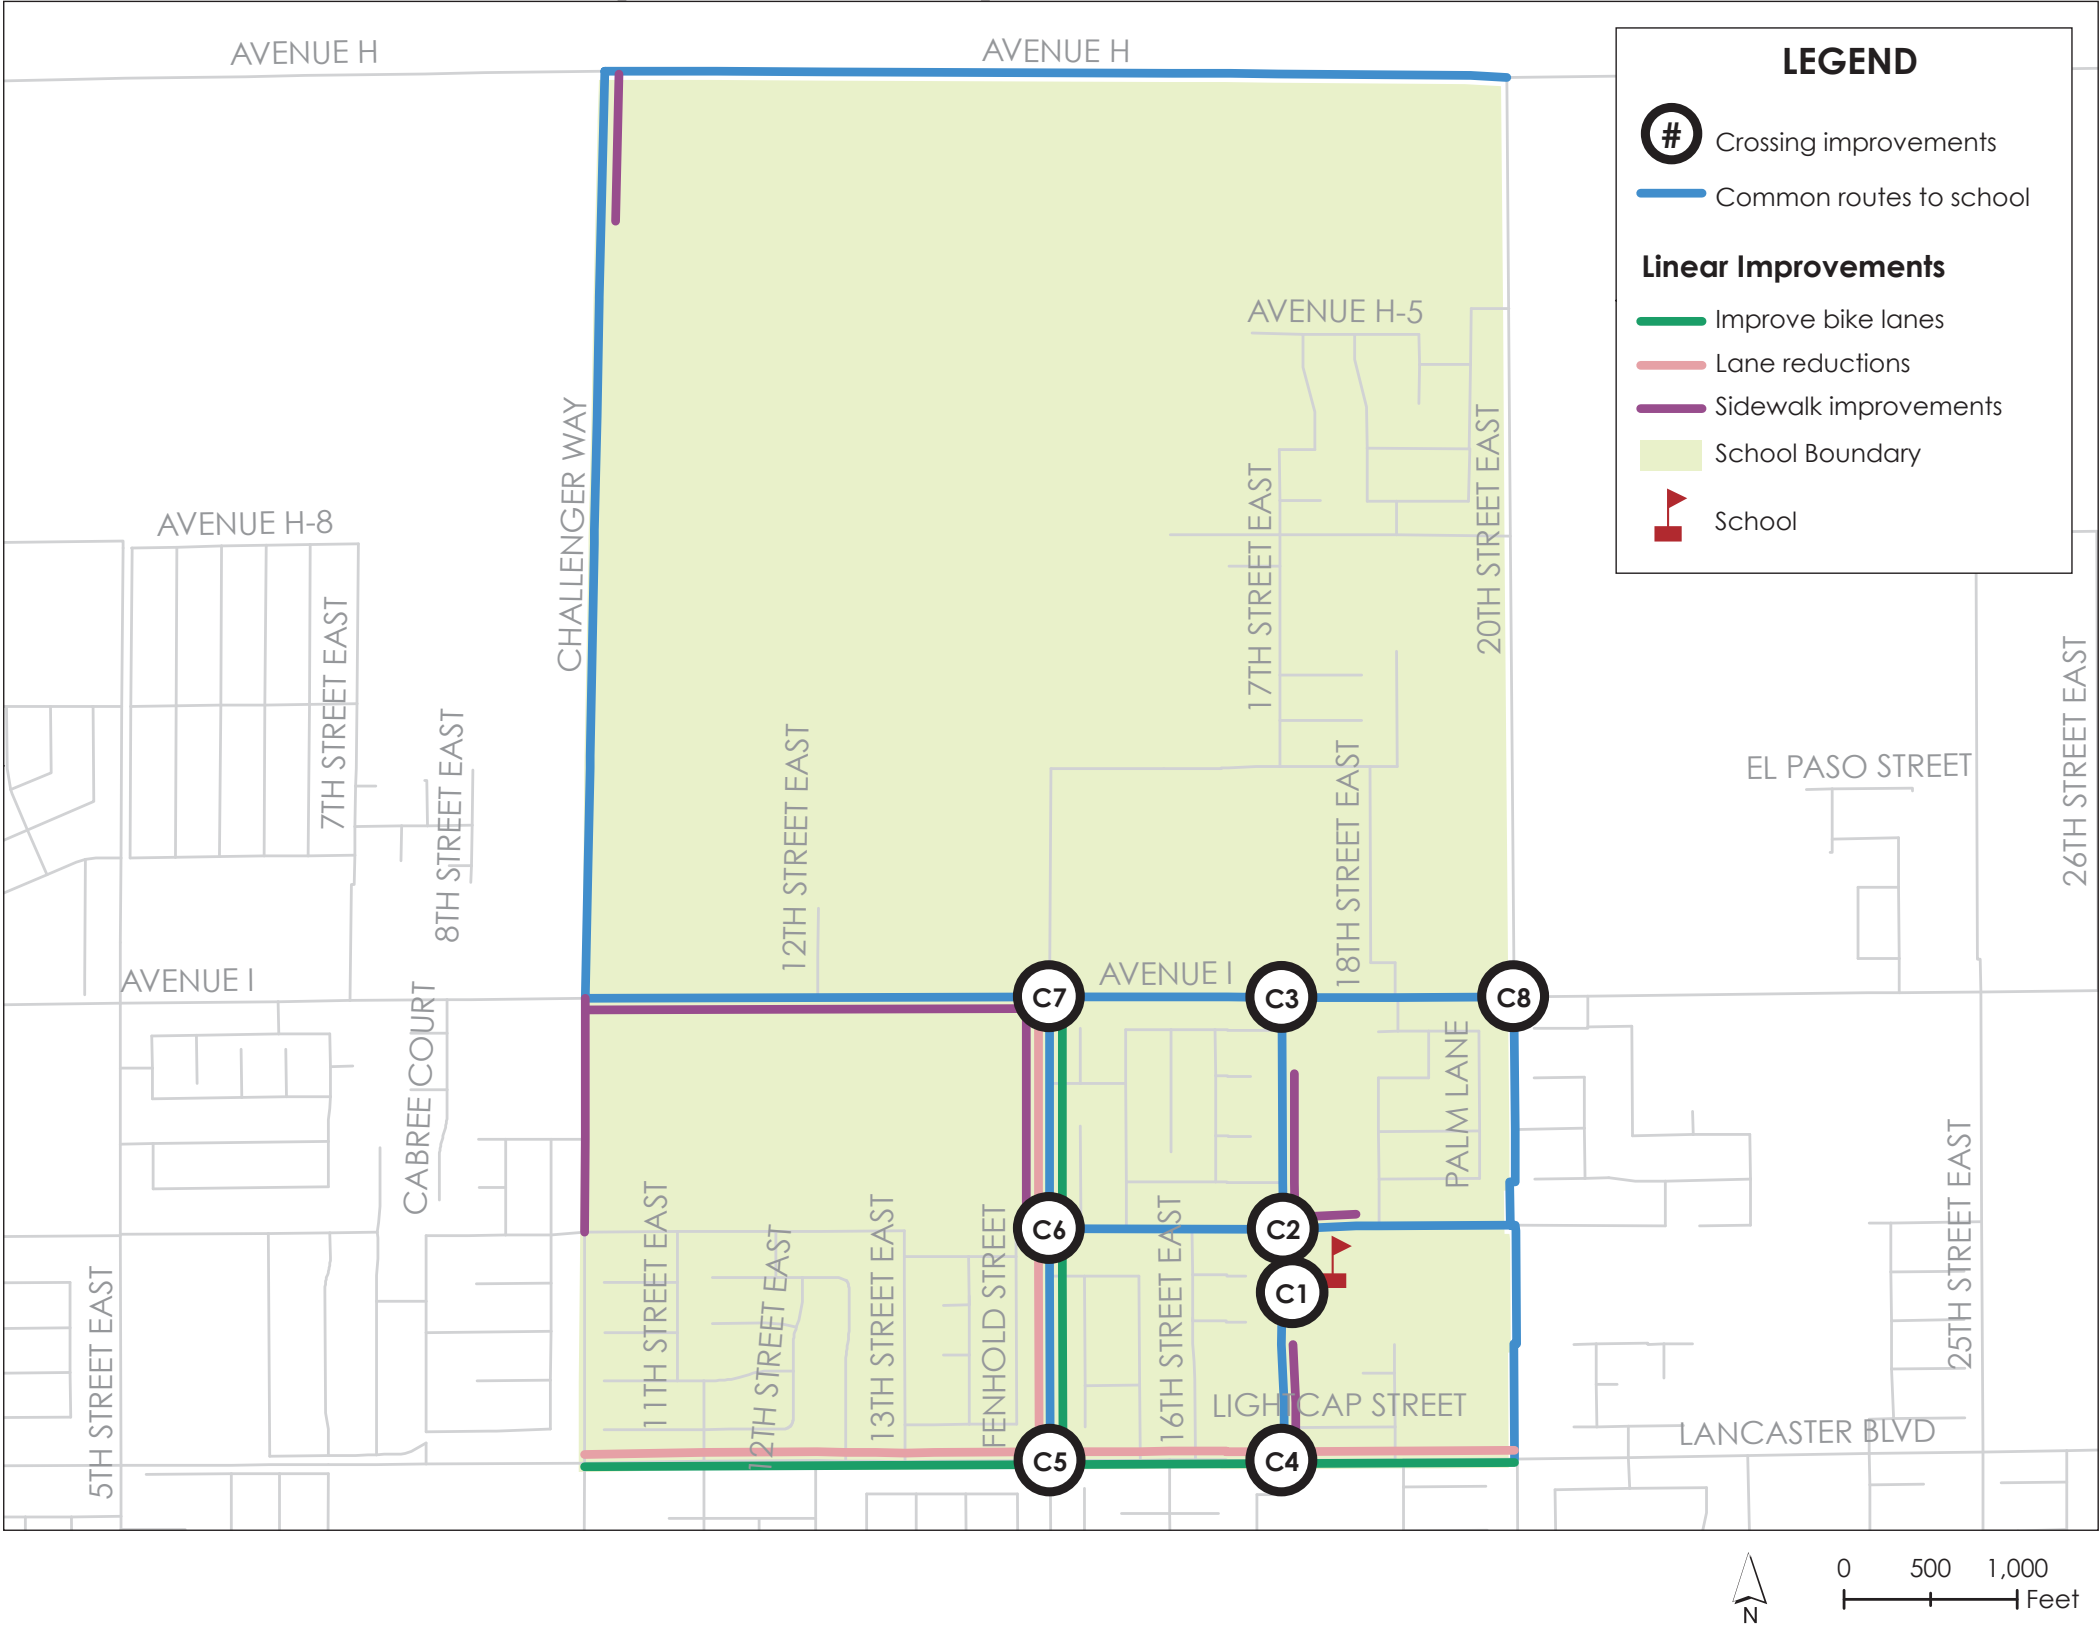 AVENUE H
AVENUE H
LEGEND
#
Crossing improvements
Common routes to school
Linear Improvements
Improve bike lanes
Lane reductions
Sidewalk improvements
School Boundary
School
AVENUE H-5
CHALLENGER WAY
20TH STREET EAST
17TH STREET EAST
AVENUE H-8
7TH STREET EAST
8TH STREET EAST
12TH STREET EAST
18TH STREET EAST
EL PASO STREET
26TH STREET EAST
AVENUE I
AVENUE I
C7
C3
C8
CABREE COURT
PALM LANE
25TH STREET EAST
11TH STREET EAST
12TH STREET EAST
13TH STREET EAST
FENHOLD STREET
C6
16TH STREET EAST
C2
C1
5TH STREET EAST
LIGHTCAP STREET
LANCASTER BLVD
C5
C4
0 500 1,000
Feet
N